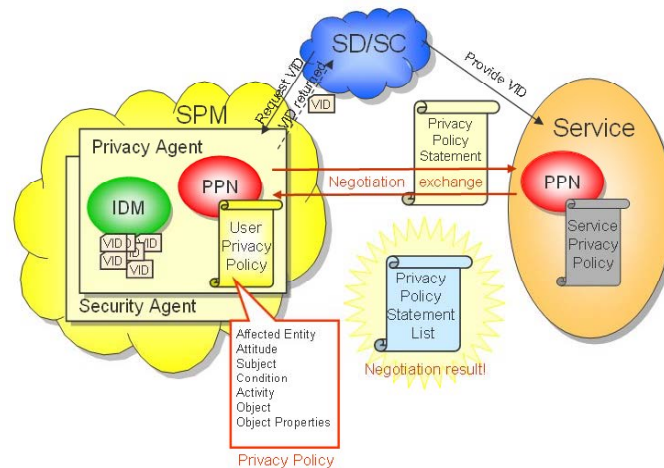 SD/SC
Request VID
VID returned
VID
Provide VID
SPM
Privacy Agent
IDM
PPN
VID
VID
VID
VID
User
Privacy
Policy
Security Agent
Privacy
Policy
Statement
Negotiation exchange
Service
PPN
Service
Privacy
Policy
Privacy
Policy
Statement
List
Negotiation result!
Affected Entity
Attitude
Subject
Condition
Activity
Object
Object Properties
Privacy Policy